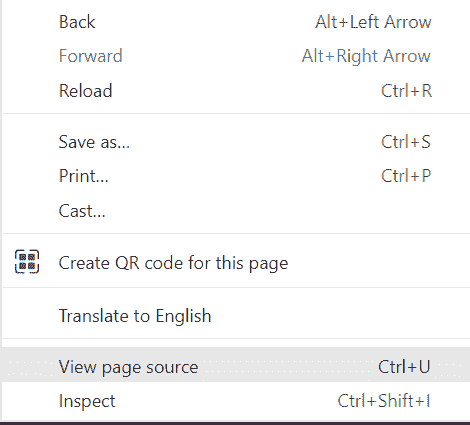 Back Alt+Left Arrow
Forward Alt+Right Arrow
Reload Ctrl+R
Save as... Ctrl+S
Print... Ctrl+P
Cast...
Create QR code for this page
Translate to English
View page source Ctrl+U
Inspect Ctrl+Shift+I